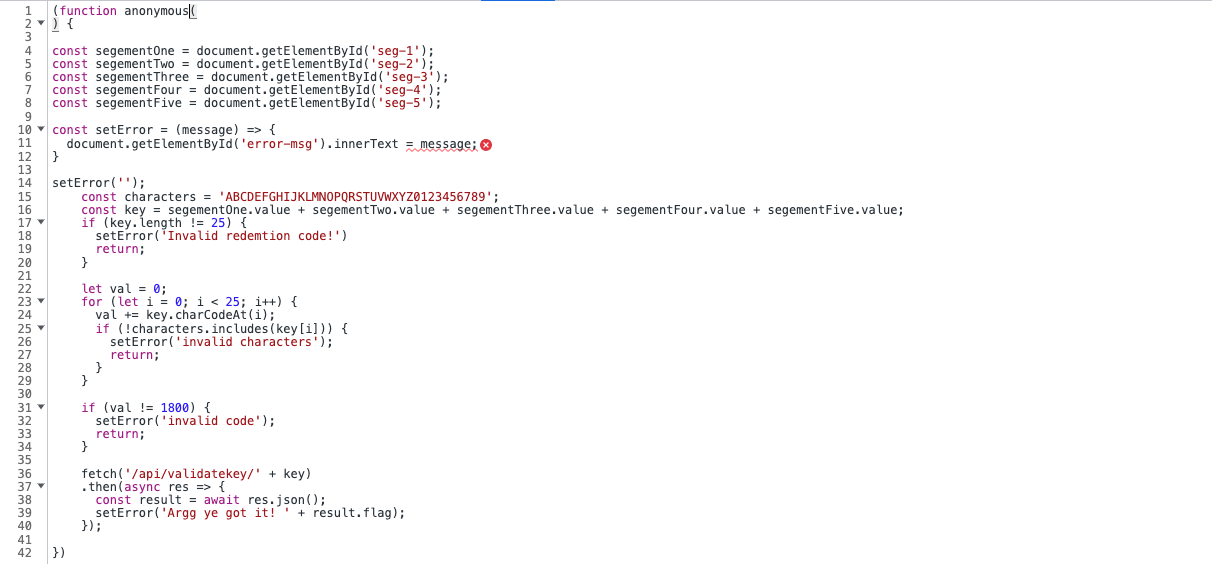 1 (function anonymous(
2 ) {
3
4 const segementOne = document.getElementById('seg-1');
5 const segementTwo = document.getElementById('seg-2');
6 const segementThree = document.getElementById('seg-3');
7 const segementFour = document.getElementById('seg-4');
8 const segementFive = document.getElementById('seg-5');
9
10 const setError = (message) => {
11   document.getElementById('error-msg').innerText = message;
12 }
13
14 setError('');
15     const characters = 'ABCDEFGHIJKLMNOPQRSTUVWXYZ0123456789';
16     const key = segementOne.value + segementTwo.value + segementThree.value + segementFour.value + segementFive.value;
17     if (key.length != 25) {
18       setError('Invalid redemtion code!')
19       return;
20     }
21
22     let val = 0;
23     for (let i = 0; i < 25; i++) {
24       val += key.charCodeAt(i);
25       if (!characters.includes(key[i])) {
26         setError('invalid characters');
27         return;
28       }
29     }
30
31     if (val != 1800) {
32       setError('invalid code');
33       return;
34     }
35
36     fetch('/api/validatekey/' + key)
37     .then(async res => {
38       const result = await res.json();
39       setError('Argg ye got it! ' + result.flag);
40     });
41
42 })